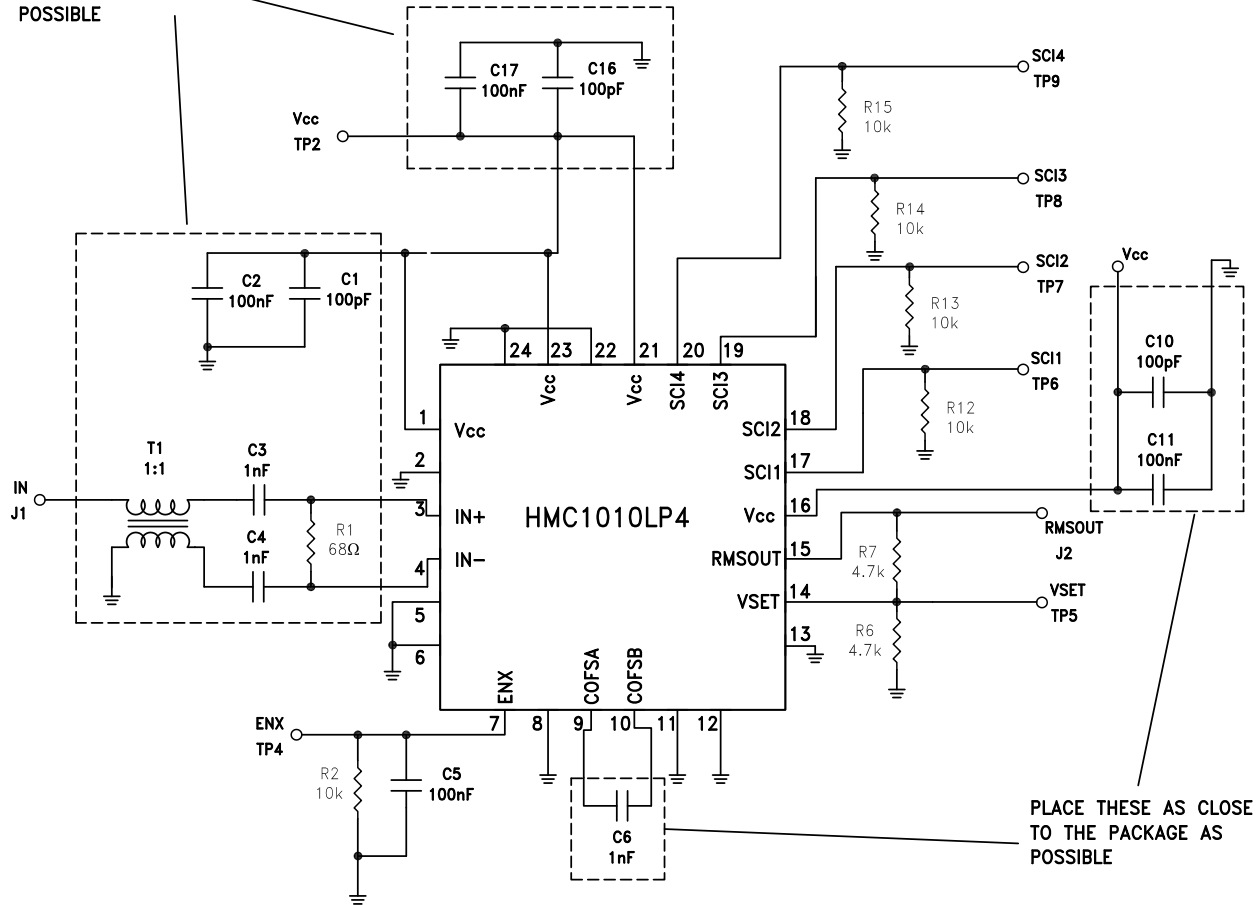 POSSIBLE
C17
100nF
C16
100pF
Vcc
TP2
SCI4
TP9
R15
10k
SCI3
TP8
R14
10k
SCI2
TP7
R13
10k
SCI1
TP6
R12
10k
Vcc
C10
100pF
C11
100nF
C2
100nF
C1
100pF
24
23
22
21
20
19
Vcc
Vcc
SCI4
SCI3
1
Vcc
2
3
IN+
4
IN-
5
6
HMC1010LP4
18
SCI2
17
SCI1
16
Vcc
15
RMSOUT
14
VSET
13
T1
1:1
C3
1nF
IN
J1
C4
1nF
R1
68Ω
RMSOUT
J2
R7
4.7k
VSET
TP5
R6
4.7k
ENX
COFSA
COFSB
7
8
9
10
11
12
ENX
TP4
R2
10k
C5
100nF
C6
1nF
PLACE THESE AS CLOSE
TO THE PACKAGE AS
POSSIBLE